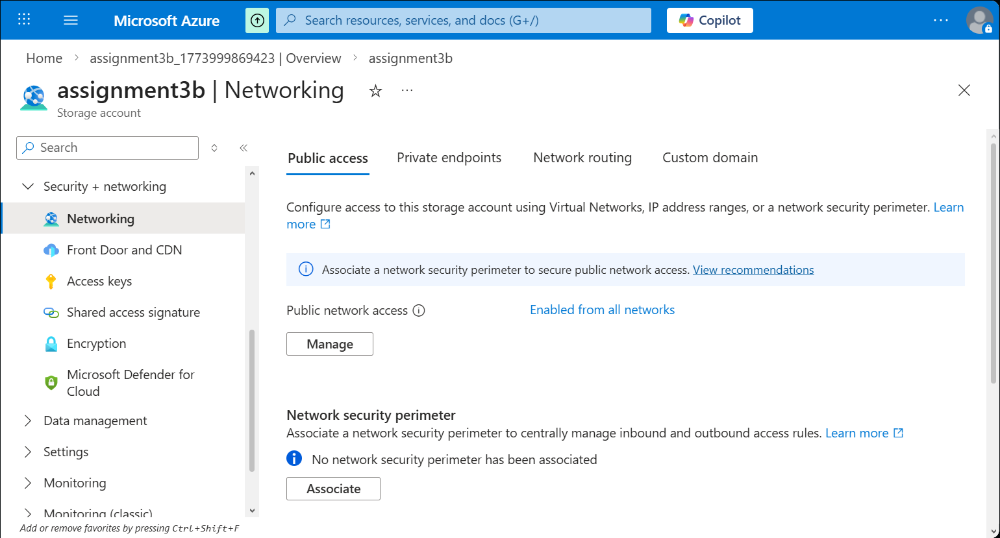 Microsoft Azure
Search resources, services, and docs (G+/)
Copilot
Home > assignment3b_1773999869423 | Overview > assignment3b
assignment3b | Networking
Storage account
Search
Security + networking
Networking
Front Door and CDN
Access keys
Shared access signature
Encryption
Microsoft Defender for
Cloud
Data management
Settings
Monitoring
Monitoring (classic)
Add or remove favorites by pressing Ctrl+Shift+F
Public access
Private endpoints
Network routing
Custom domain
Configure access to this storage account using Virtual Networks, IP address ranges, or a network security perimeter. Learn
more
Associate a network security perimeter to secure public network access. View recommendations
Public network access
Enabled from all networks
Manage
Network security perimeter
Associate a network security perimeter to centrally manage inbound and outbound access rules. Learn more
No network security perimeter has been associated
Associate